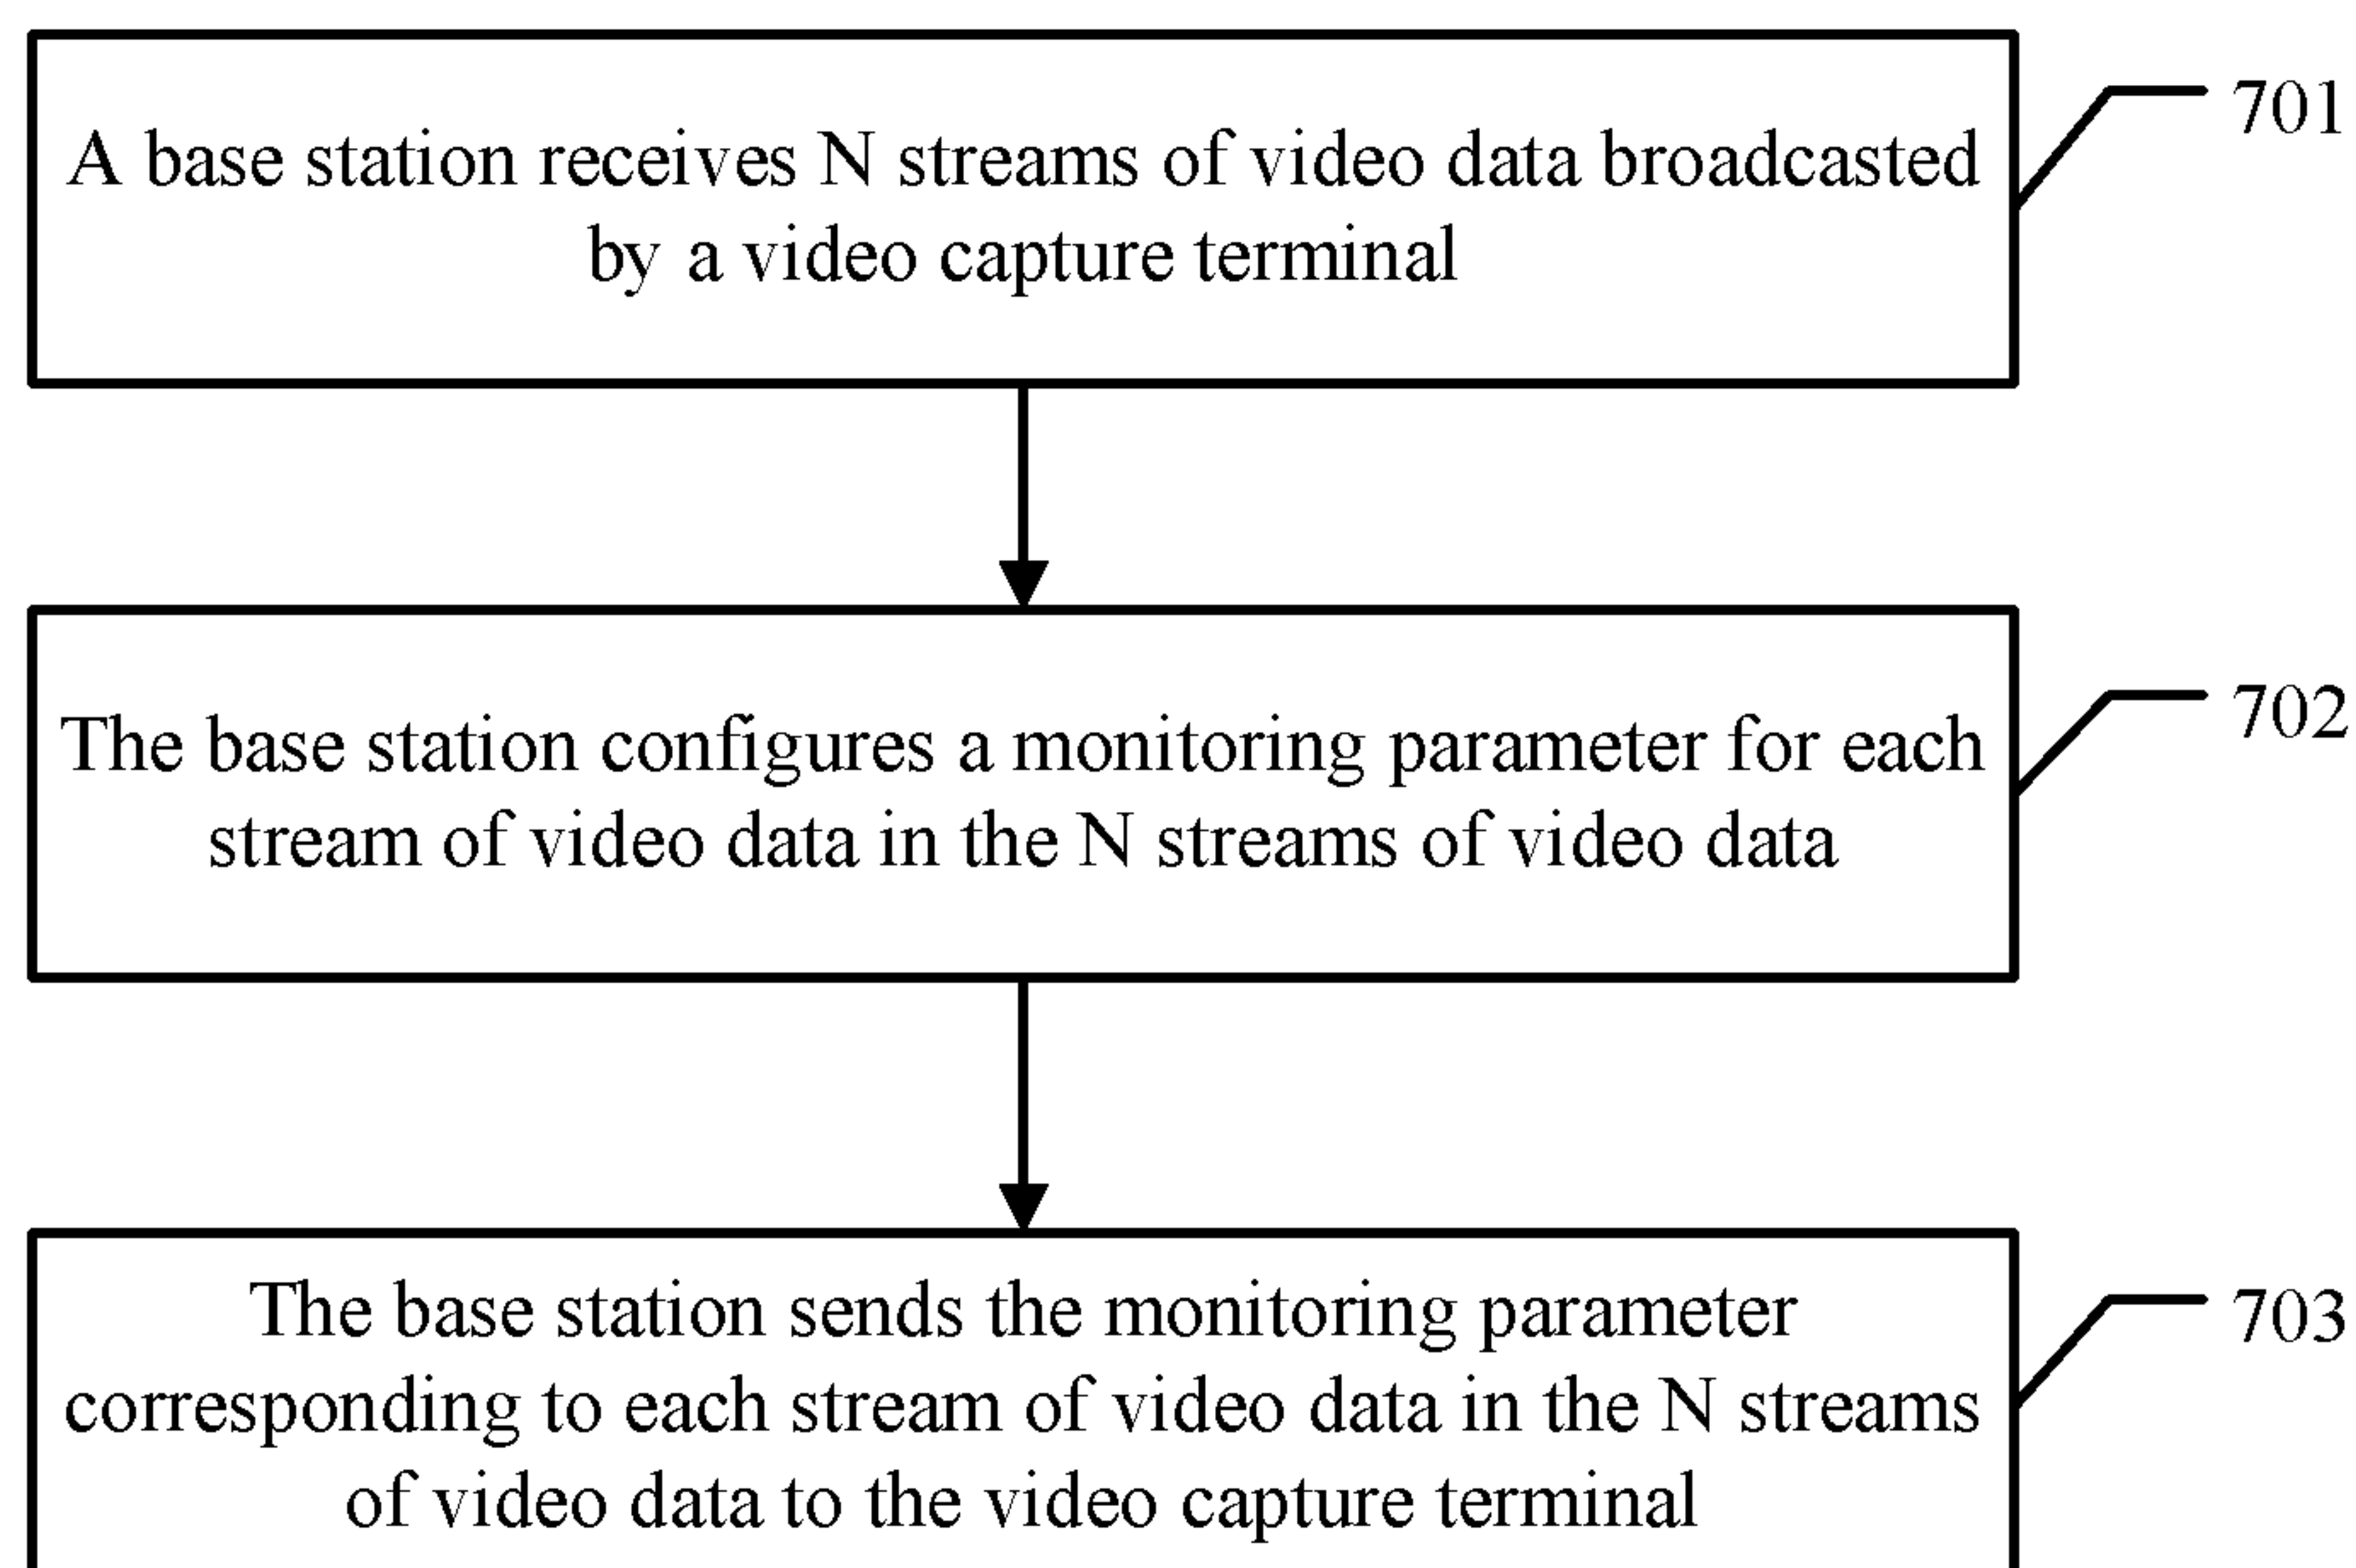 A base station receives N streams of video data broadcasted
by a video capture terminal
701
The base station configures a monitoring parameter for each
stream of video data in the N streams of video data
702
The base station sends the monitoring parameter
corresponding to each stream of video data in the N streams
of video data to the video capture terminal
703